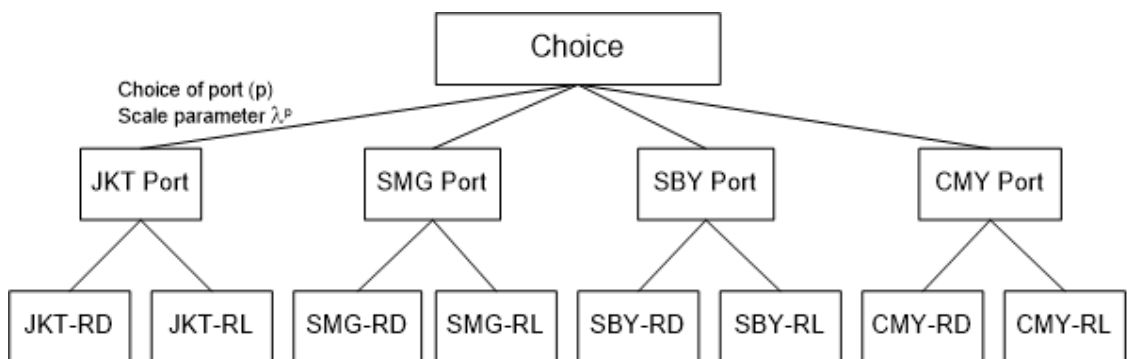 Choice
Choice of port (p)
Scale parameter λᵖ
JKT Port
SMG Port
SBY Port
CMY Port
JKT-RD
JKT-RL
SMG-RD
SMG-RL
SBY-RD
SBY-RL
CMY-RD
CMY-RL